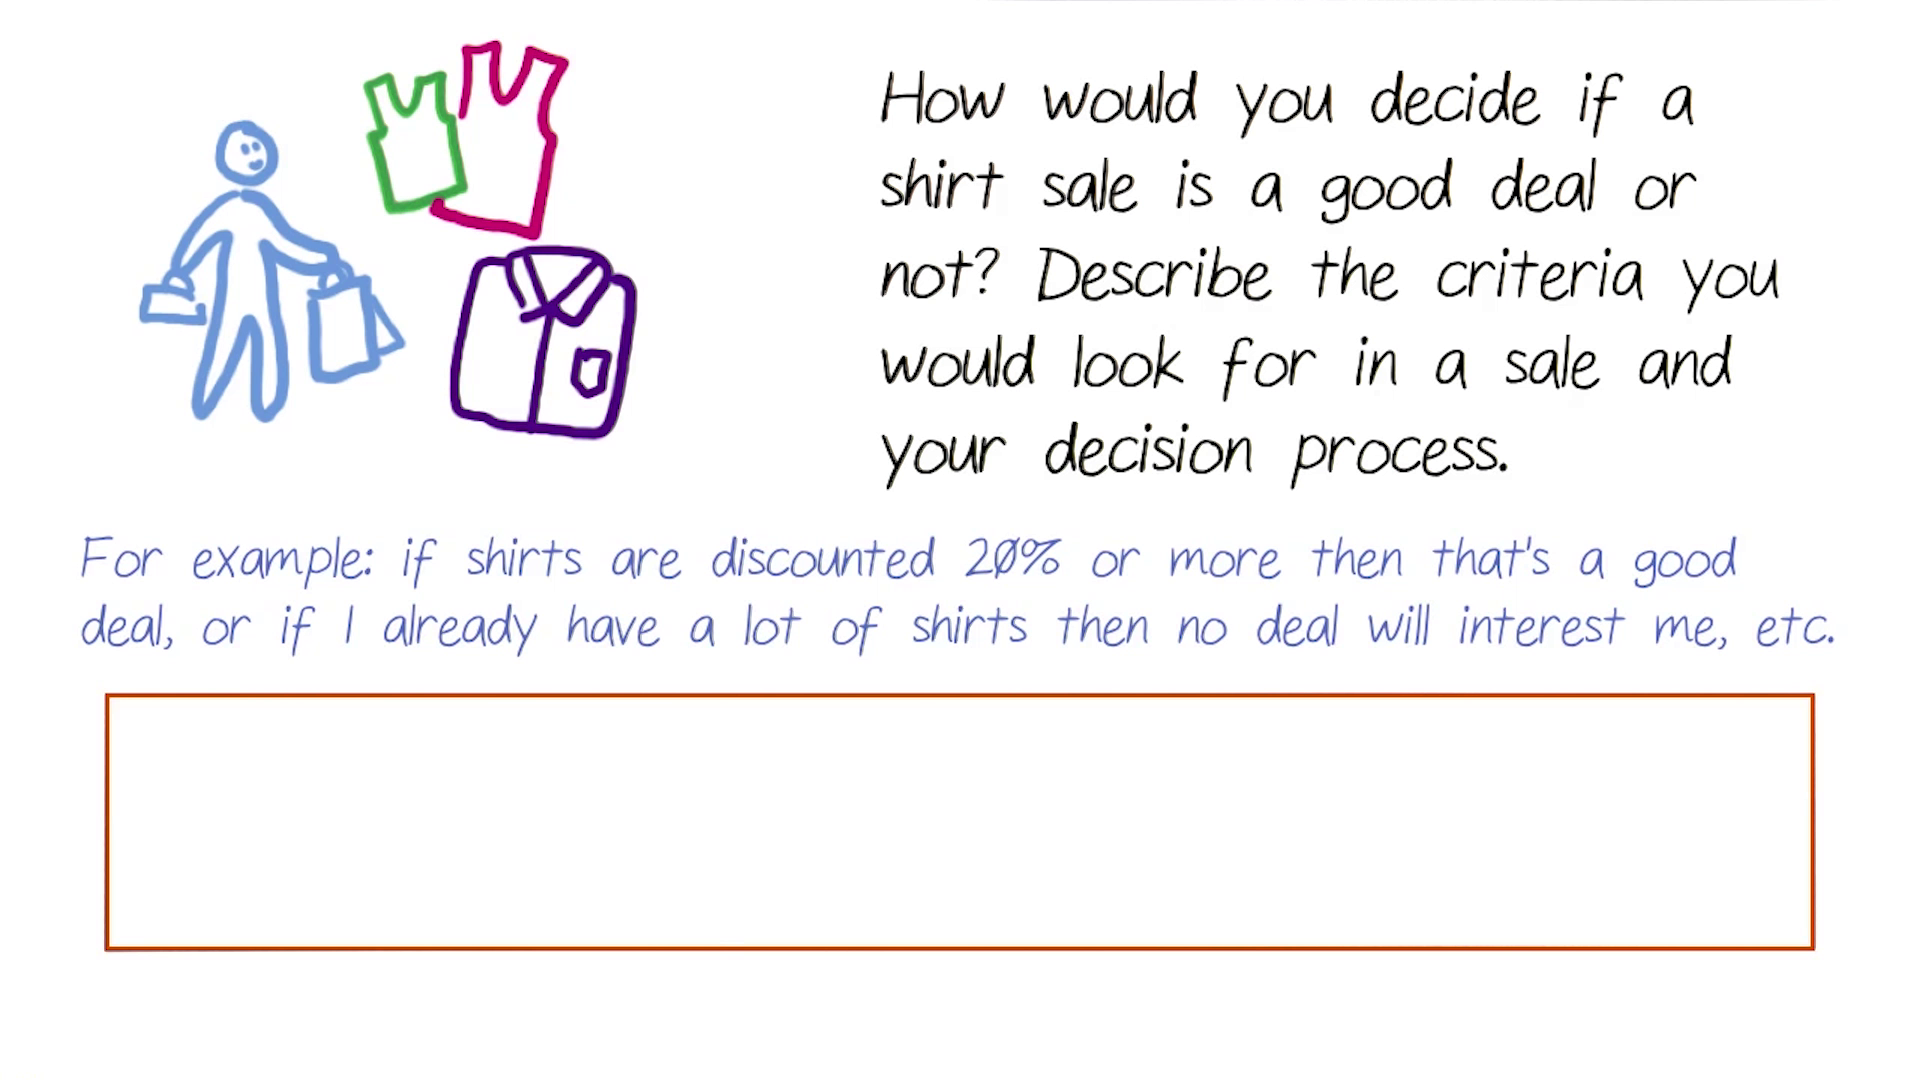 How would you decide if a
shirt sale is a good deal or
not? Describe the criteria you
would look for in a sale and
your decision process.
For example: if shirts are discounted 20% or more then that's a good
deal, or if I already have a lot of shirts then no deal will interest me, etc.